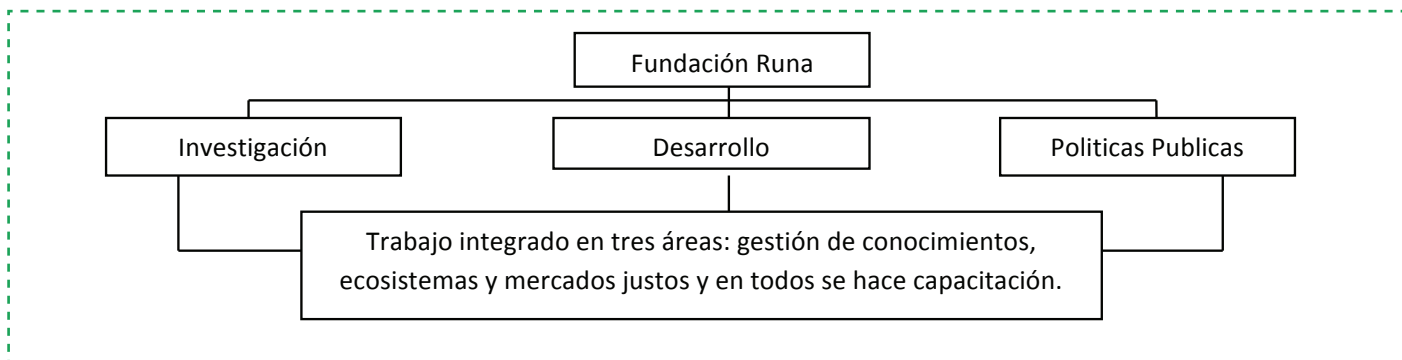 Fundación Runa
Investigación
Desarrollo
Politicas Publicas
Trabajo integrado en tres áreas: gestión de conocimientos,
ecosistemas y mercados justos y en todos se hace capacitación.